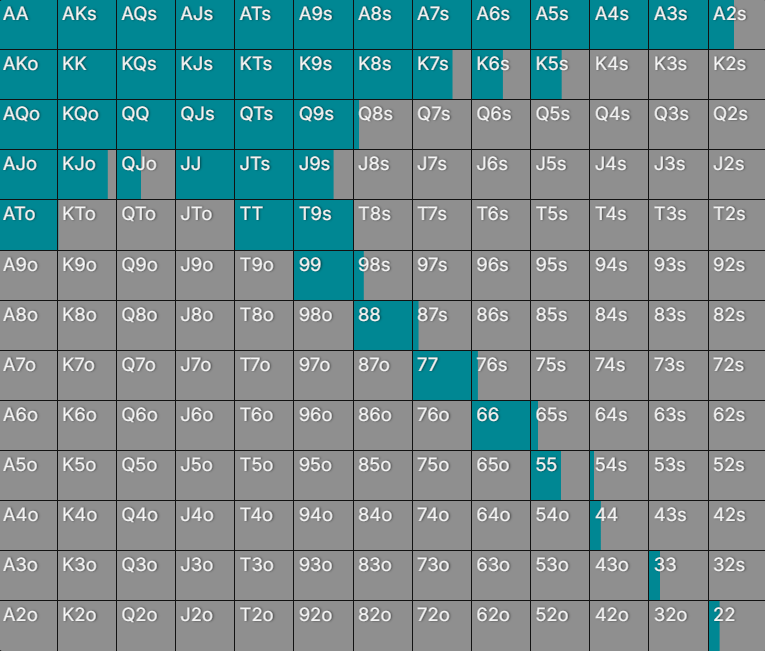 AA AKs AQs AJs ATs A9s A8s A7s A6s A5s A4s A3s A2s
AKo KK KQs KJs KTs K9s K8s K7s K6s K5s K4s K3s K2s
AQo KQo QQ QJs QTs Q9s Q8s Q7s Q6s Q5s Q4s Q3s Q2s
AJo KJo QJo JJ JTs J9s J8s J7s J6s J5s J4s J3s J2s
ATo KTo QTo JTo TT T9s T8s T7s T6s T5s T4s T3s T2s
A9o K9o Q9o J9o T9o 99 98s 97s 96s 95s 94s 93s 92s
A8o K8o Q8o J8o T8o 98o 88 87s 86s 85s 84s 83s 82s
A7o K7o Q7o J7o T7o 97o 87o 77 76s 75s 74s 73s 72s
A6o K6o Q6o J6o T6o 96o 86o 76o 66 65s 64s 63s 62s
A5o K5o Q5o J5o T5o 95o 85o 75o 65o 55 54s 53s 52s
A4o K4o Q4o J4o T4o 94o 84o 74o 64o 54o 44 43s 42s
A3o K3o Q3o J3o T3o 93o 83o 73o 63o 53o 43o 33 32s
A2o K2o Q2o J2o T2o 92o 82o 72o 62o 52o 42o 32o 22